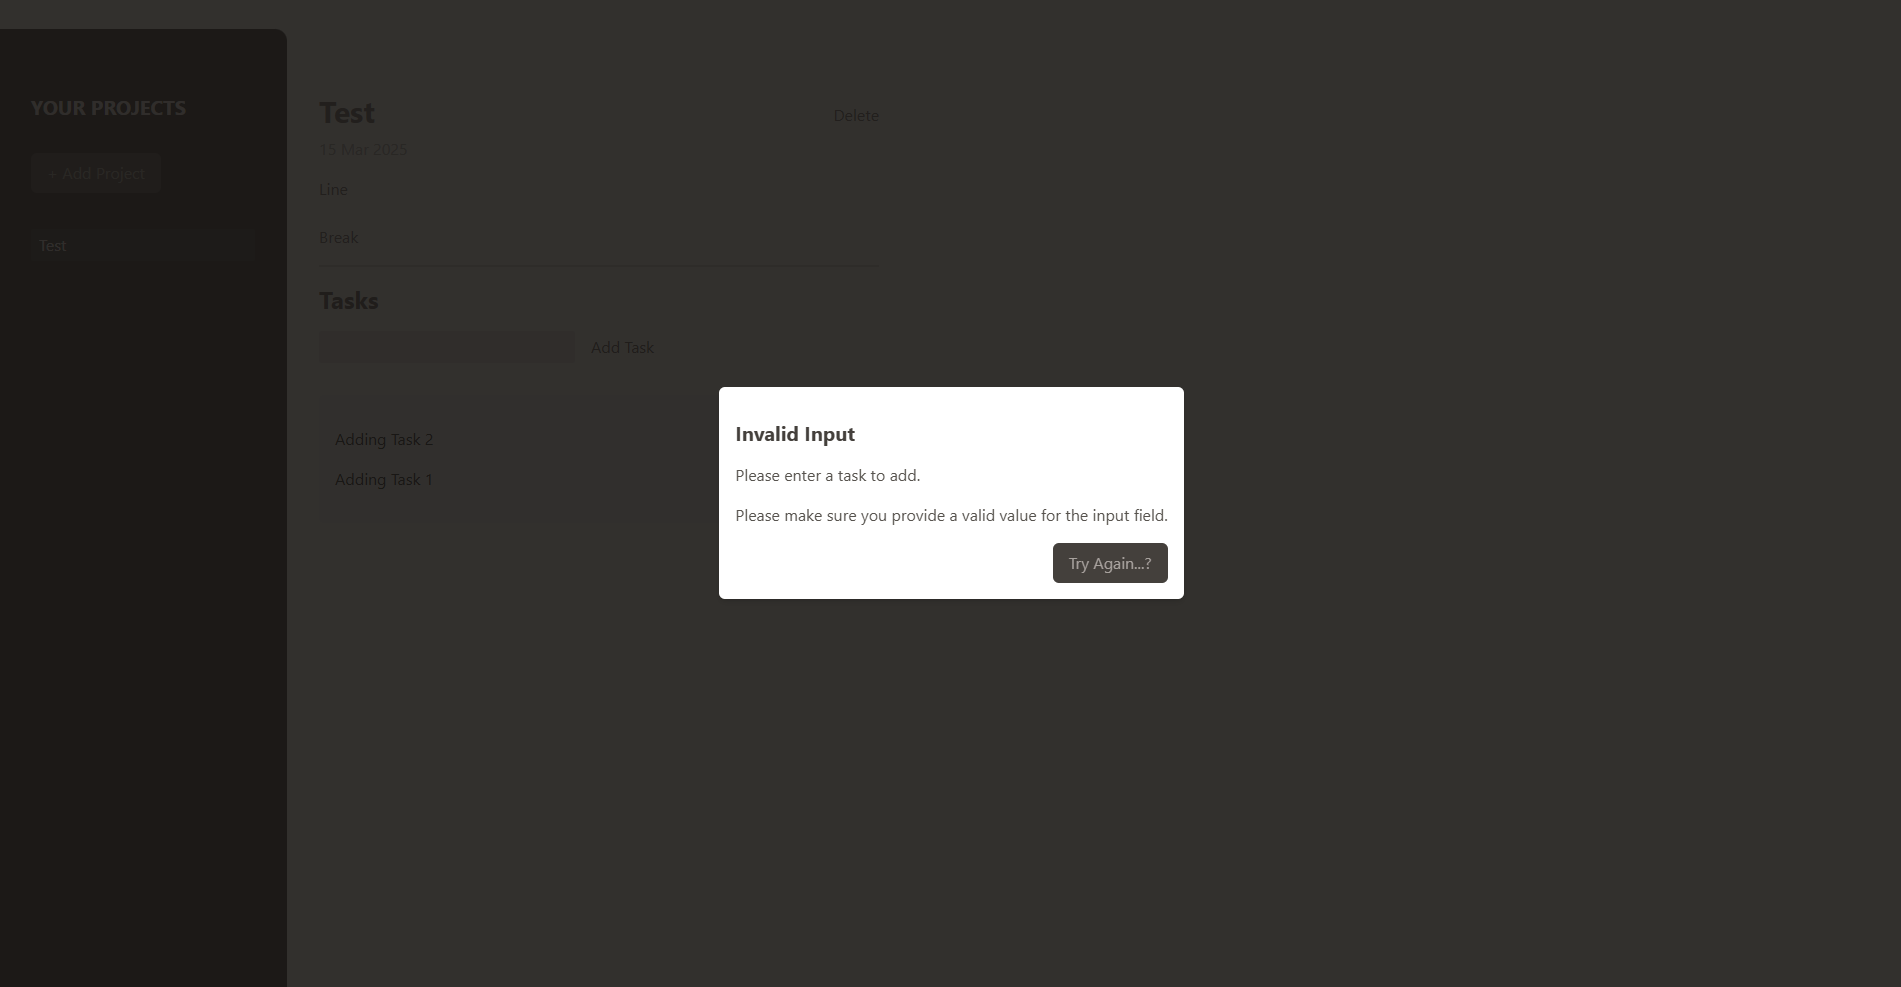 YOUR PROJECTS
+ Add Project
Test
Test
Delete
15 Mar 2025
Line
Break
Tasks
Add Task
Adding Task 2
Adding Task 1
Invalid Input
Please enter a task to add.
Please make sure you provide a valid value for the input field.
Try Again...?